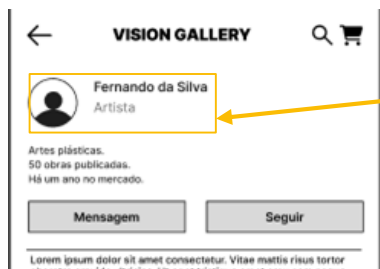 VISION GALLERY
Fernando da Silva
Artista
Artes plásticas.
50 obras publicadas.
Há um ano no mercado.
Mensagem Seguir
Lorem ipsum dolor sit amet consectetur. Vitae mattis risus tortor